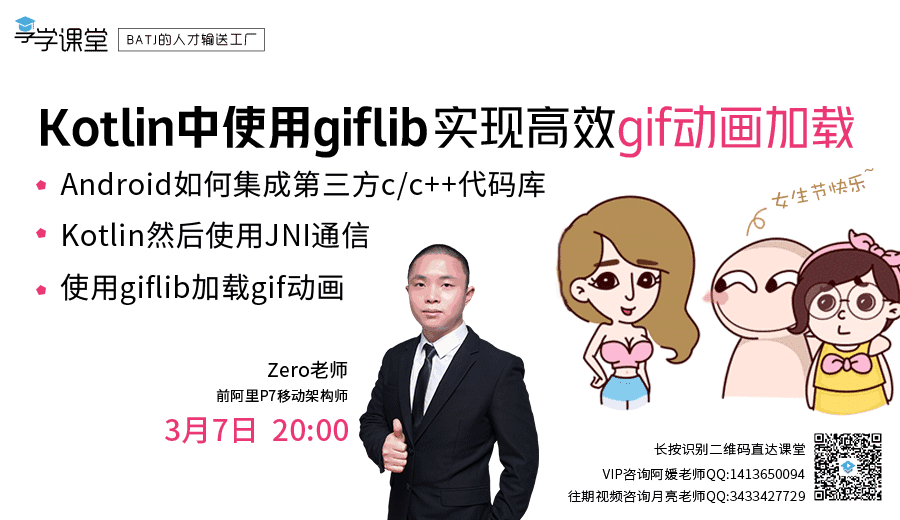 享学课堂
BATJ的人才输送工厂
Kotlin中使用giflib实现高效gif动画加载
Android如何集成第三方c/c++代码库
Kotlin然后使用JNI通信
使用giflib加载gif动画
女生节快乐~
Zero老师
前阿里P7移动架构师
3月7日 20:00
长按识别二维码直达课堂
VIP咨询阿媛老师QQ:1413650094
往期视频咨询月亮老师QQ:3433427729